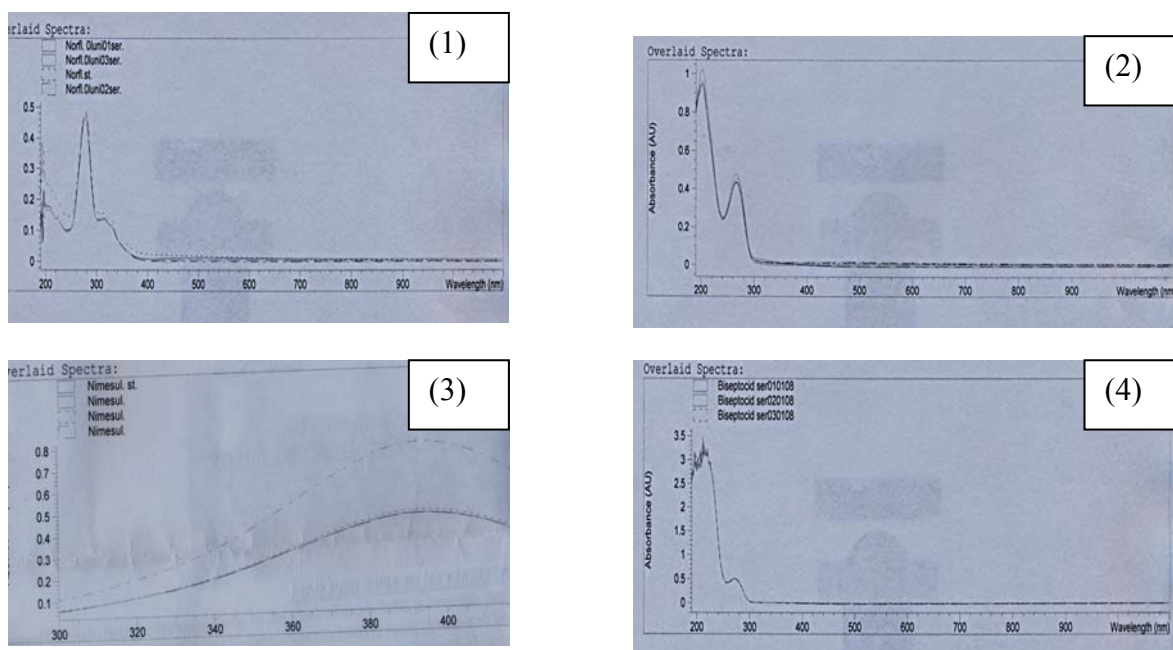 erlaid Spectra:
(1)
Norfl. 0luni01ser.
Norfl.0luni03ser.
Norfl.st.
Norfl.0luni02ser.
0.5
0.4
0.3
0.2
0.1
0
200 300 400 500 600 700 800 900 Wavelength (nm)
Overlaid Spectra:
(2)
Absorbance (AU)
1
0.8
0.6
0.4
0.2
0
200 300 400 500 600 700 800 900 Wavelength (nm)
verlaid Spectra:
(3)
Nimesul. st.
Nimesul.
Nimesul.
Nimesul.
0.8
0.7
0.6
0.5
0.4
0.3
0.2
0.1
300 320 340 360 380 400
Overlaid Spectra:
(4)
Biseptocid ser010108
Biseptocid ser020108
Biseptocid ser030108
Absorbance (AU)
3.5
3
2.5
2
1.5
1
0.5
0
200 300 400 500 600 700 800 900 Wavelength (nm)